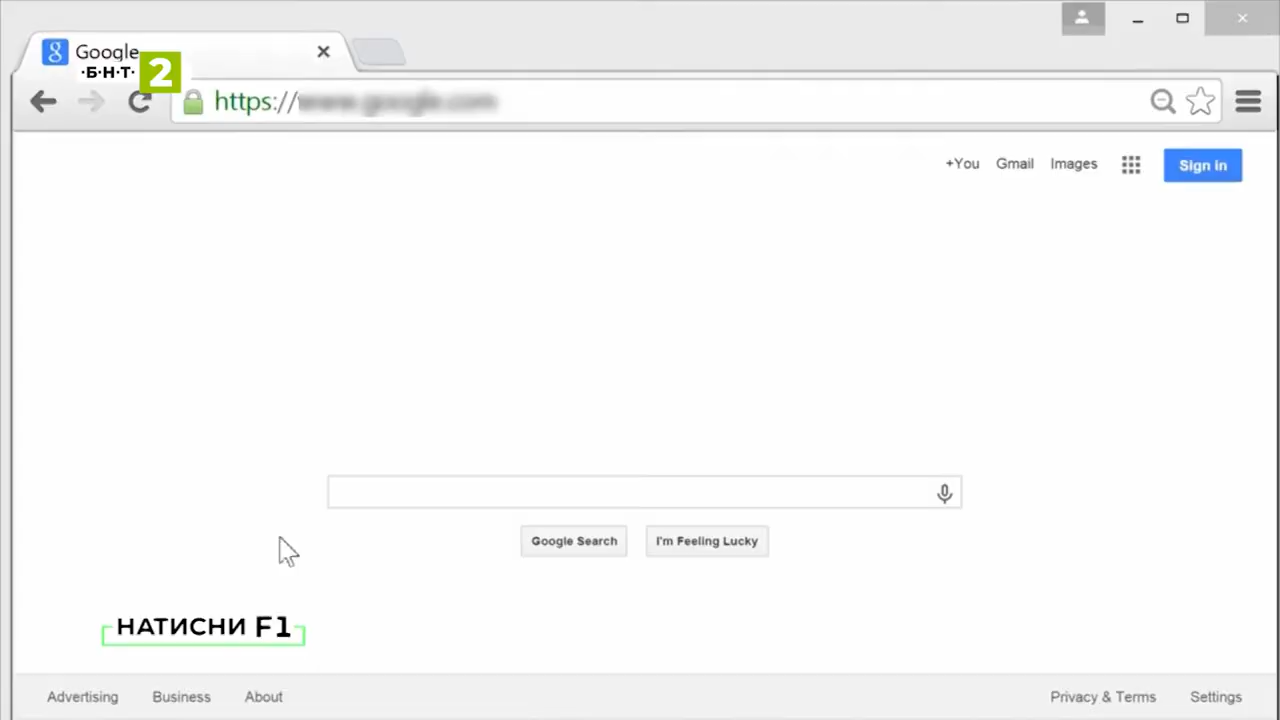 Google
·Б·Н·Т· 2
https://
+You Gmail Images Sign in
Google Search I'm Feeling Lucky
НАТИСНИ F1
Advertising Business About Privacy & Terms Settings